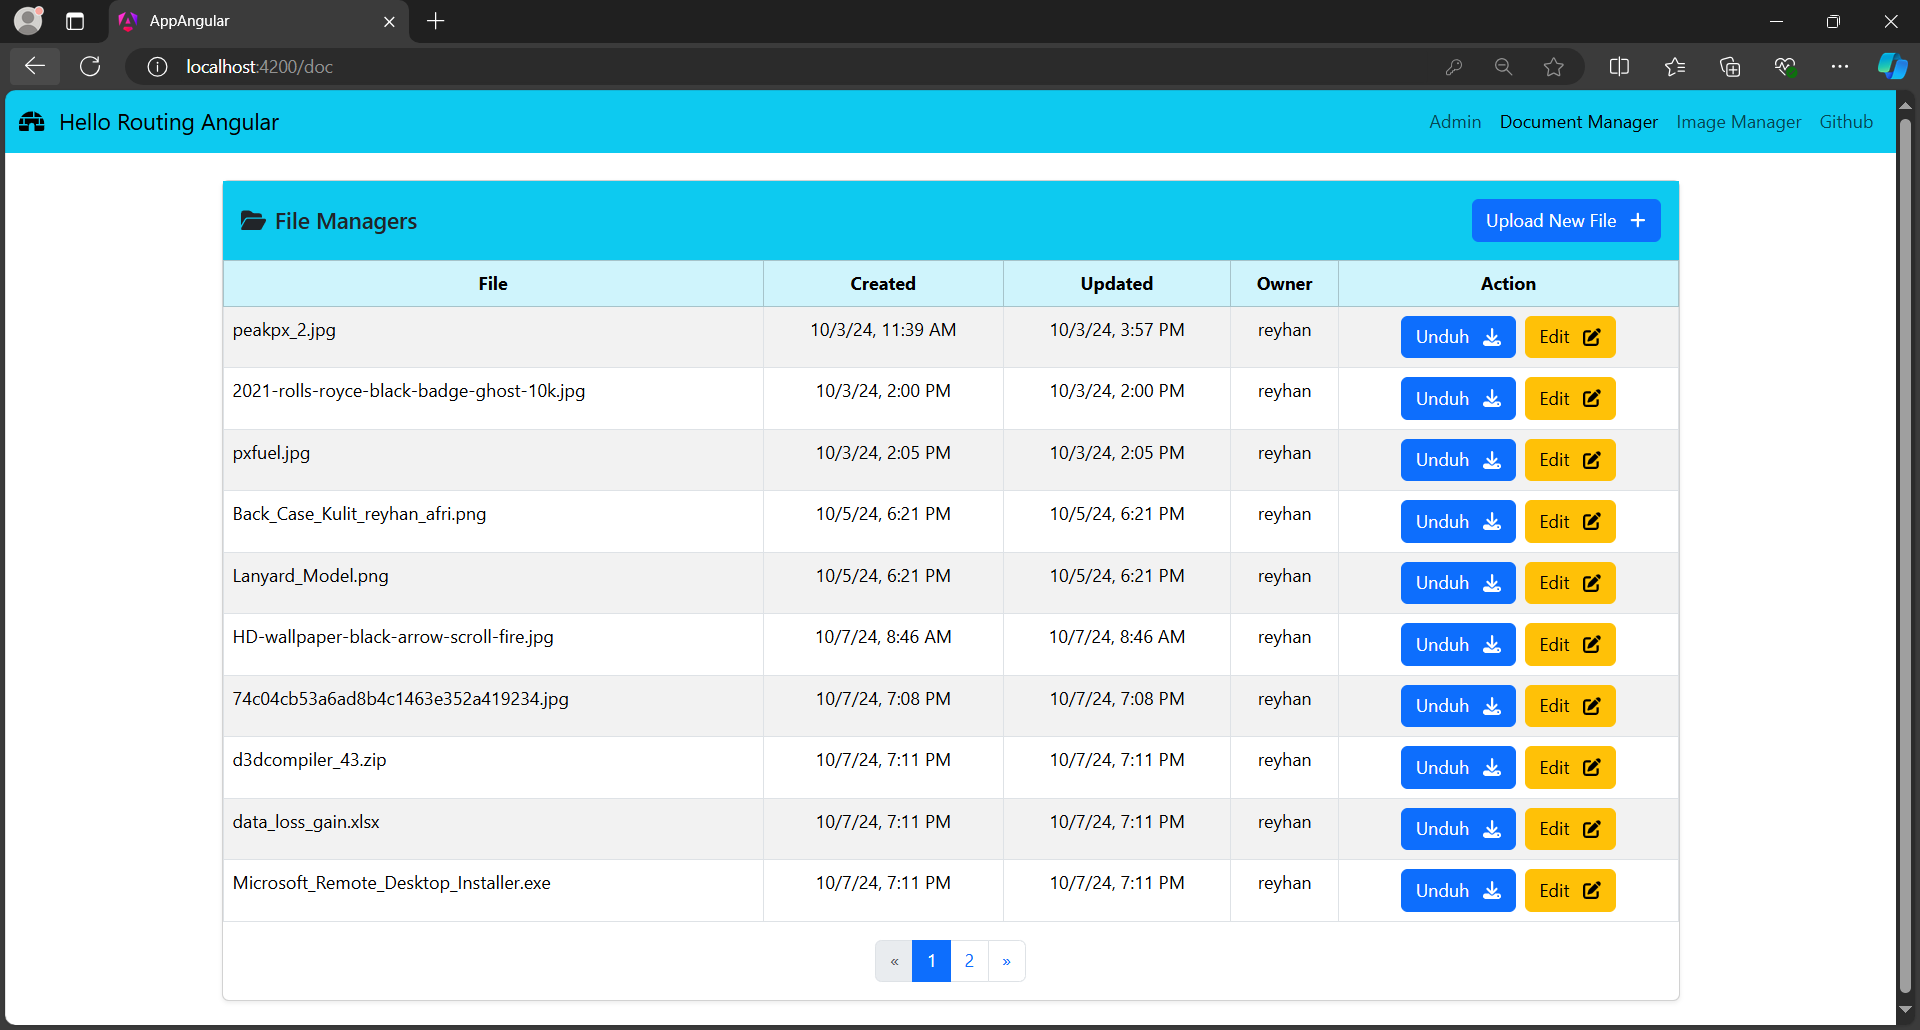 AppAngular
localhost:4200/doc
Hello Routing Angular Admin Document Manager Image Manager Github
File Managers Upload New File +
File Created Updated Owner Action
peakpx_2.jpg 10/3/24, 11:39 AM 10/3/24, 3:57 PM reyhan Unduh Edit
2021-rolls-royce-black-badge-ghost-10k.jpg 10/3/24, 2:00 PM 10/3/24, 2:00 PM reyhan Unduh Edit
pxfuel.jpg 10/3/24, 2:05 PM 10/3/24, 2:05 PM reyhan Unduh Edit
Back_Case_Kulit_reyhan_afri.png 10/5/24, 6:21 PM 10/5/24, 6:21 PM reyhan Unduh Edit
Lanyard_Model.png 10/5/24, 6:21 PM 10/5/24, 6:21 PM reyhan Unduh Edit
HD-wallpaper-black-arrow-scroll-fire.jpg 10/7/24, 8:46 AM 10/7/24, 8:46 AM reyhan Unduh Edit
74c04cb53a6ad8b4c1463e352a419234.jpg 10/7/24, 7:08 PM 10/7/24, 7:08 PM reyhan Unduh Edit
d3dcompiler_43.zip 10/7/24, 7:11 PM 10/7/24, 7:11 PM reyhan Unduh Edit
data_loss_gain.xlsx 10/7/24, 7:11 PM 10/7/24, 7:11 PM reyhan Unduh Edit
Microsoft_Remote_Desktop_Installer.exe 10/7/24, 7:11 PM 10/7/24, 7:11 PM reyhan Unduh Edit
« 1 2 »